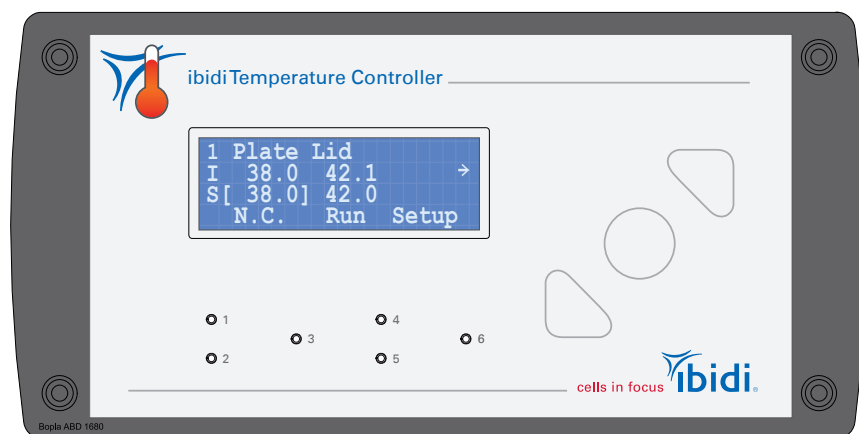 ibidi Temperature Controller
1 Plate Lid
I 38.0 42.1 →
S[ 38.0] 42.0
N.C. Run Setup
1
4
3
6
2
5
cells in focus ibidi®
Bopla ABD 1680